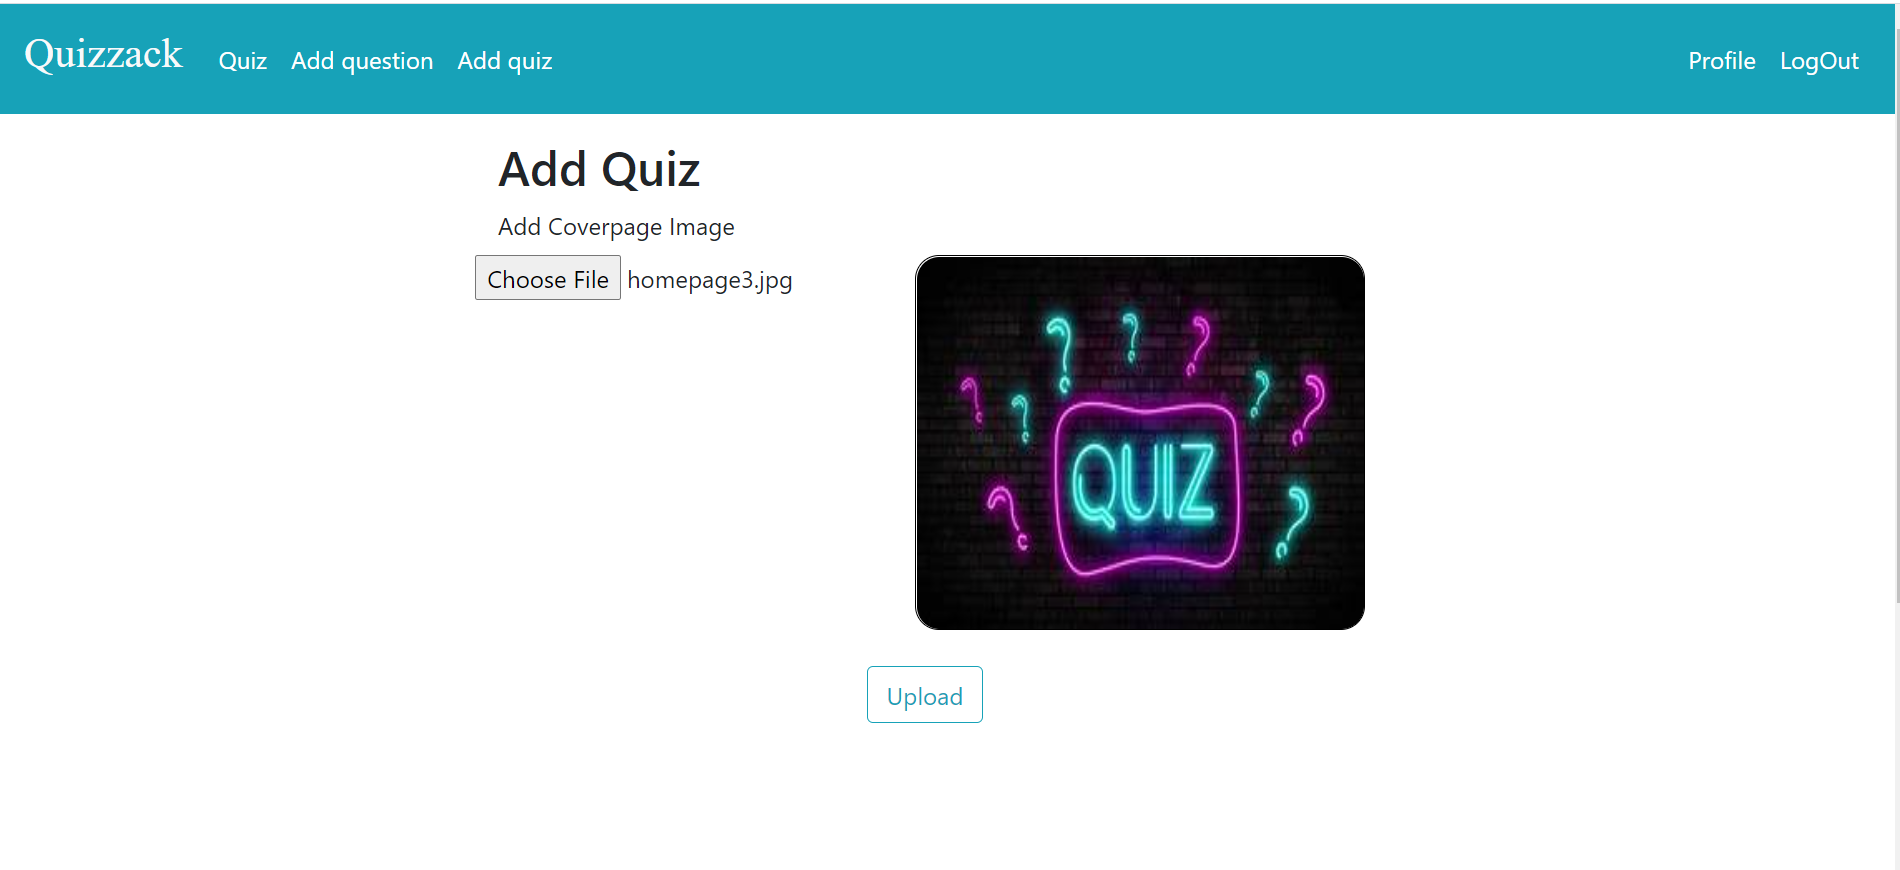 Quizzack Quiz Add question Add quiz Profile LogOut
Add Quiz
Add Coverpage Image
Choose File homepage3.jpg
? ? ? ? ? ? ? ? ?
QUIZ
Upload